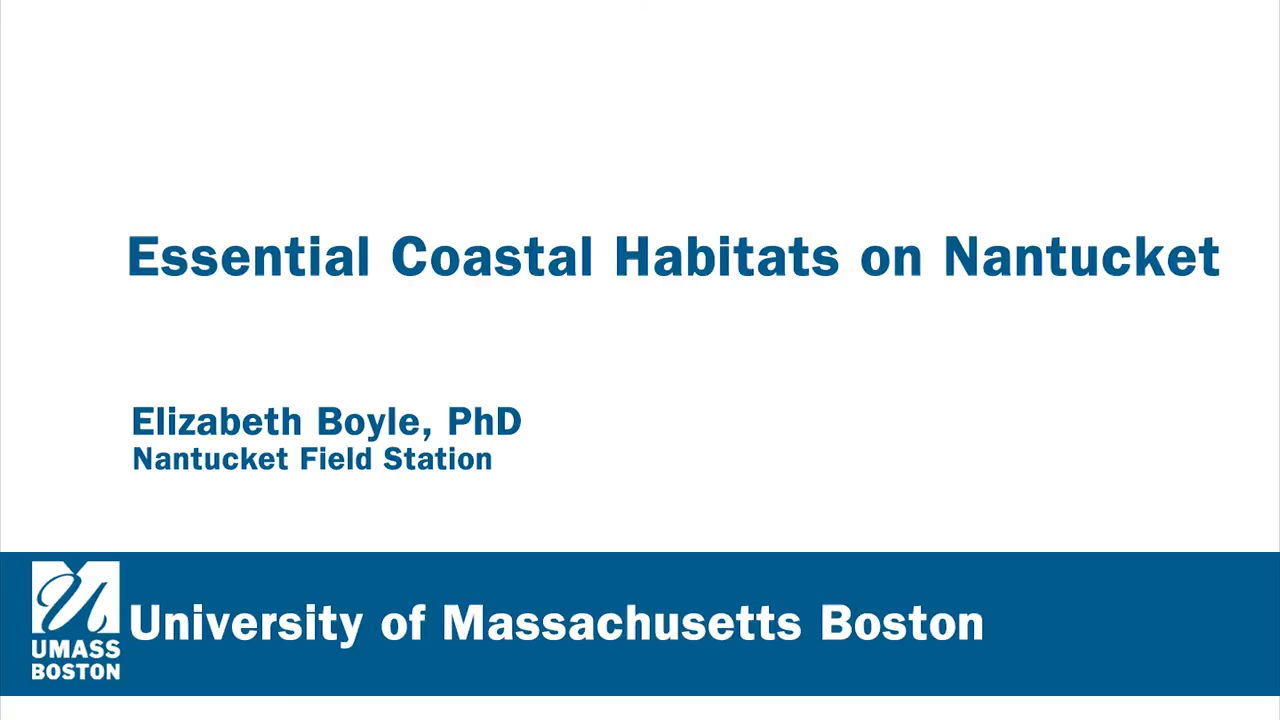 Essential Coastal Habitats on Nantucket
Elizabeth Boyle, PhD
Nantucket Field Station
University of Massachusetts Boston
UMASS
BOSTON